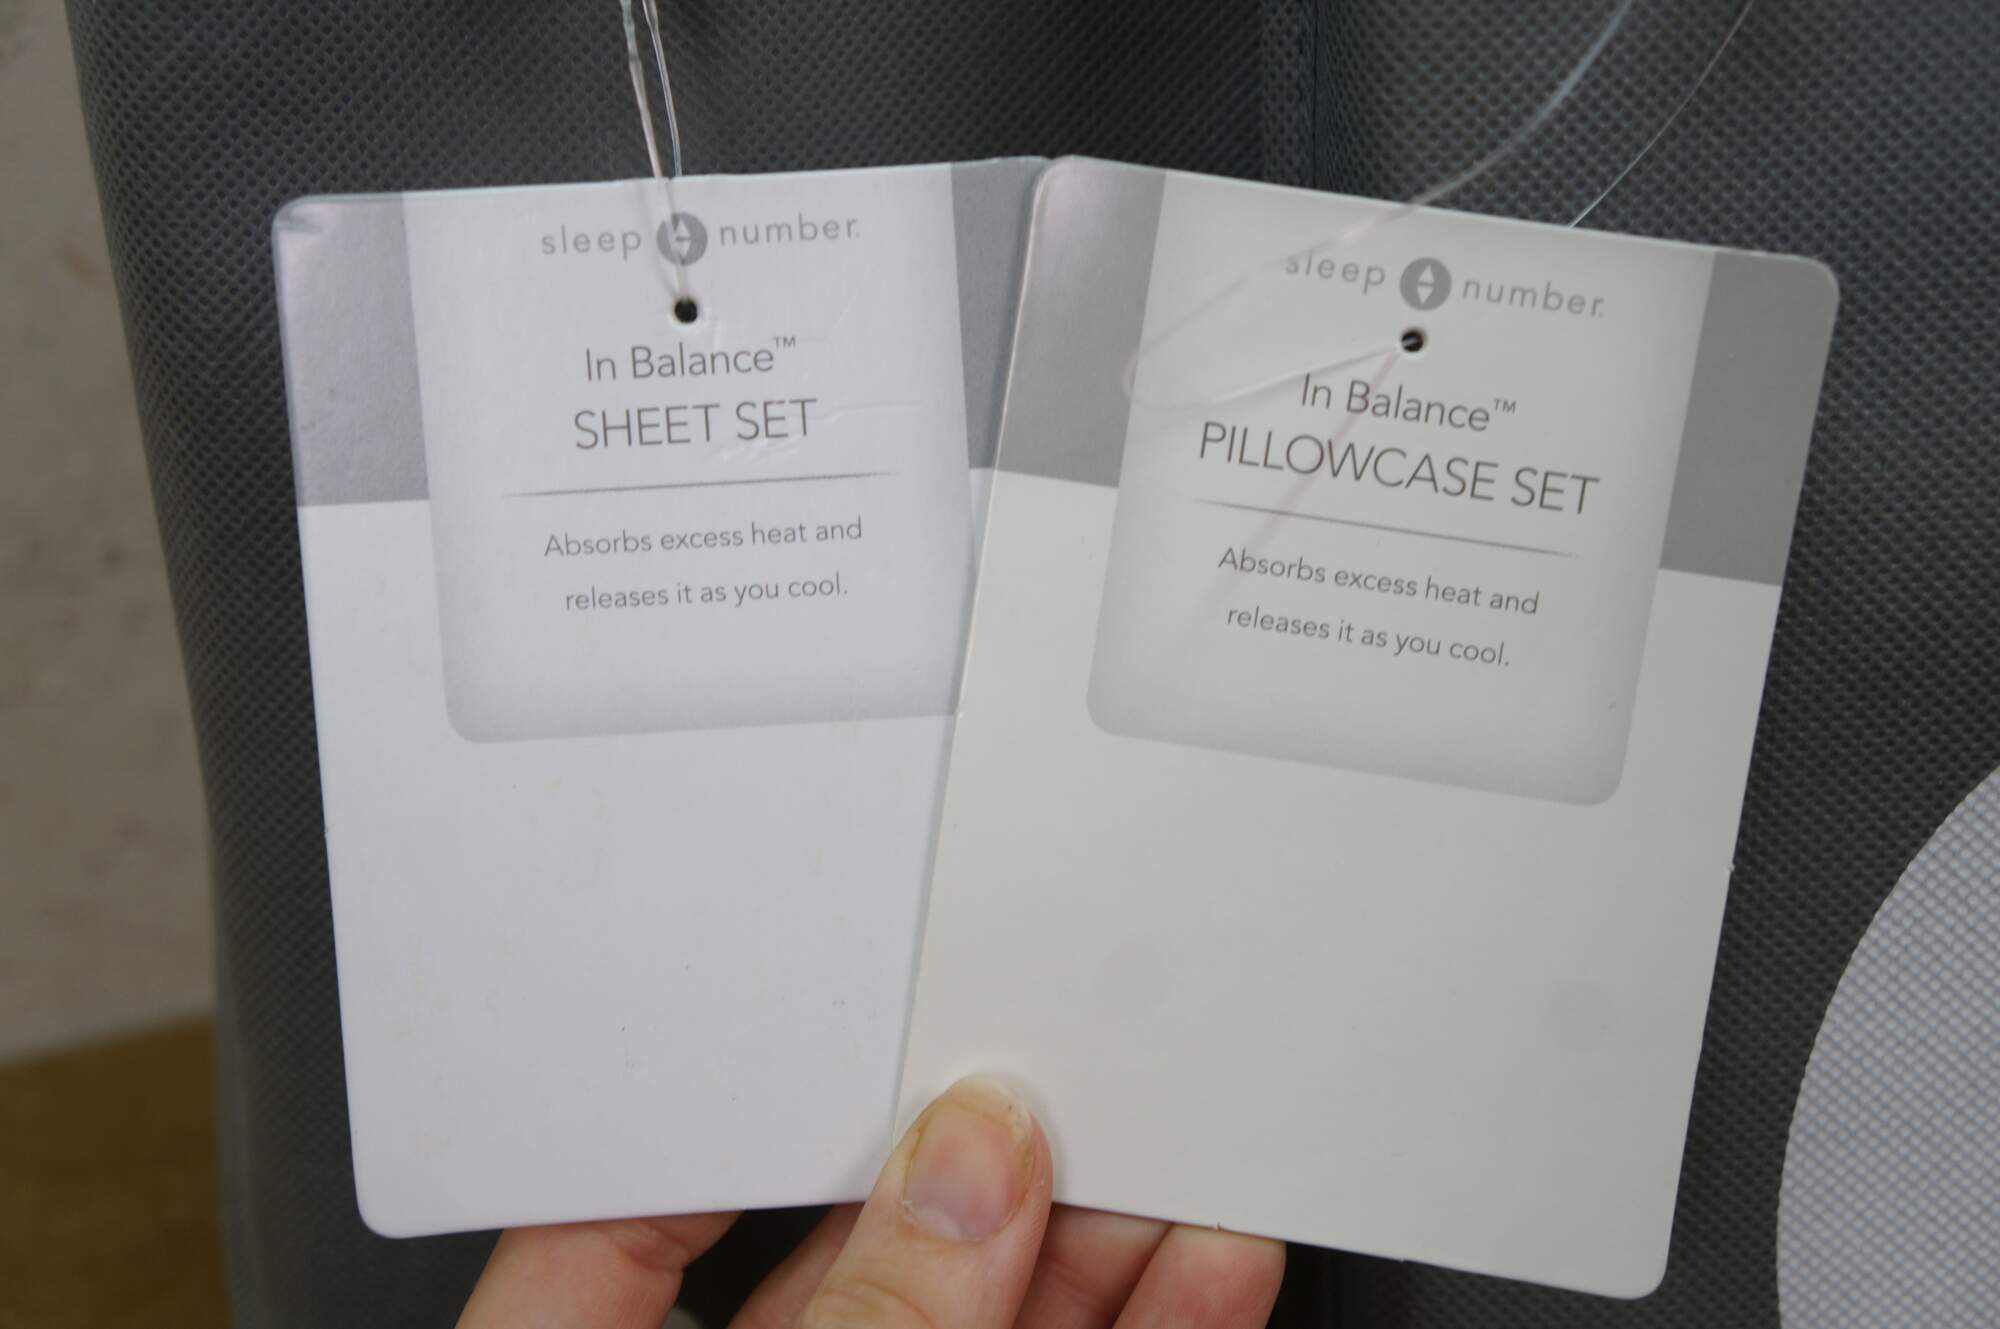 sleep number.
In Balance™
SHEET SET
Absorbs excess heat and
releases it as you cool.
sleep number.
In Balance™
PILLOWCASE SET
Absorbs excess heat and
releases it as you cool.